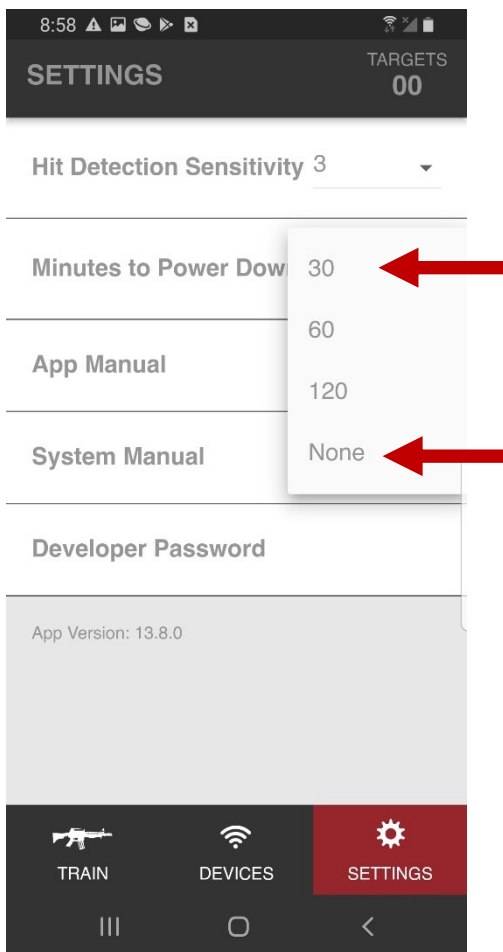 8:58
SETTINGS
TARGETS
00
Hit Detection Sensitivity 3
Minutes to Power Dow
30
60
120
None
App Manual
System Manual
Developer Password
App Version: 13.8.0
TRAIN
DEVICES
SETTINGS